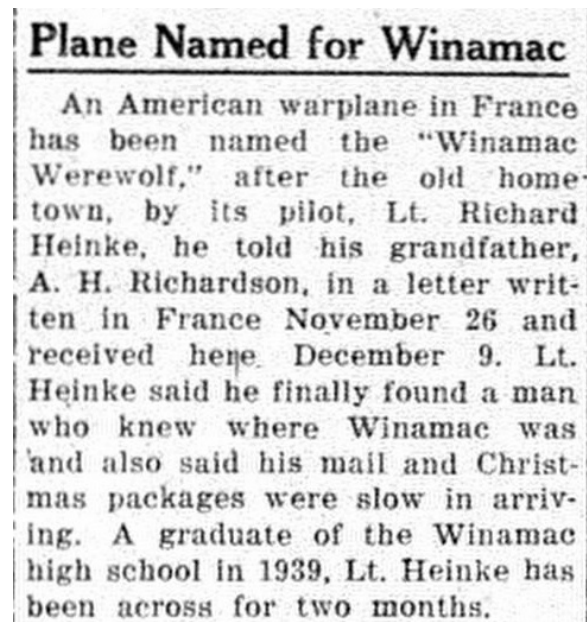 Plane Named for Winamac
An American warplane in France
has been named the "Winamac
Werewolf," after the old home-
town, by its pilot, Lt. Richard
Heinke, he told his grandfather,
A. H. Richardson, in a letter writ-
ten in France November 26 and
received here December 9. Lt.
Heinke said he finally found a man
who knew where Winamac was
and also said his mail and Christ-
mas packages were slow in arriv-
ing. A graduate of the Winamac
high school in 1939, Lt. Heinke has
been across for two months.